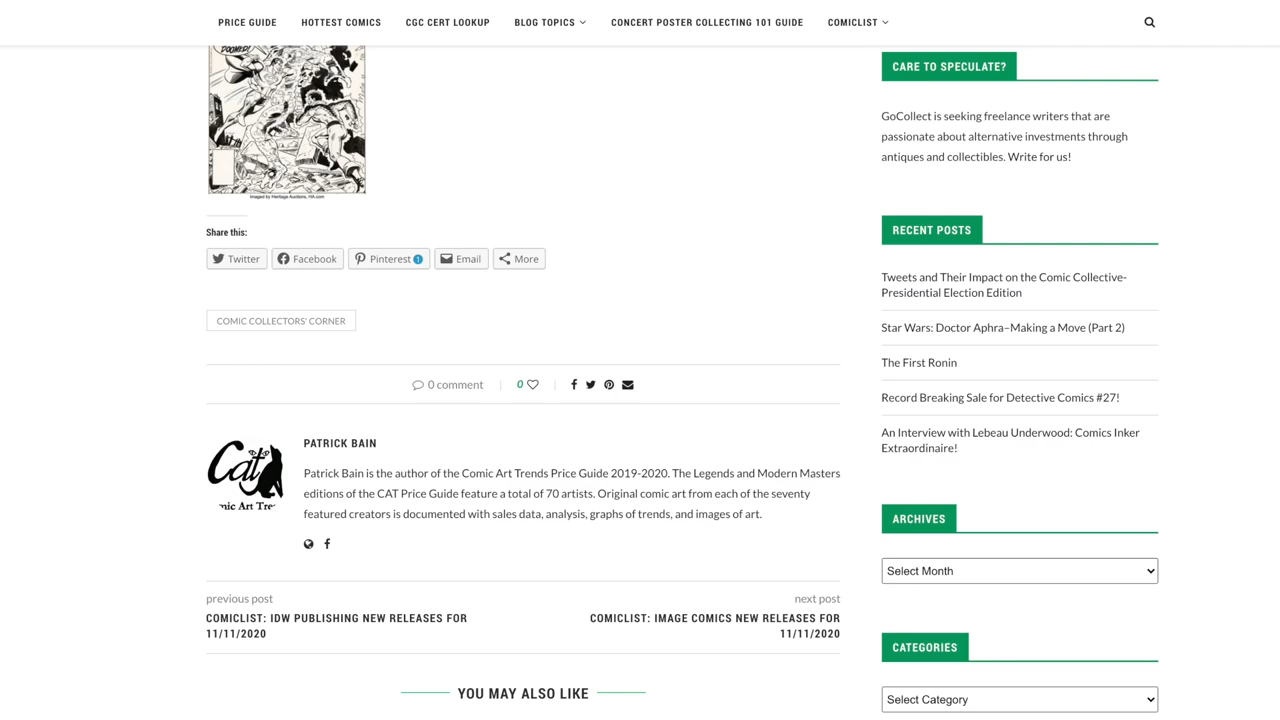 PRICE GUIDE
HOTTEST COMICS
CGC CERT LOOKUP
BLOG TOPICS
CONCERT POSTER COLLECTING 101 GUIDE
COMICLIST
DOOMED!
Imaged by Heritage Auctions, HA.com
Share this:
Twitter
Facebook
Pinterest 1
Email
More
COMIC COLLECTORS' CORNER
0 comment
0
Cat
mic Art Tre
PATRICK BAIN
Patrick Bain is the author of the Comic Art Trends Price Guide 2019-2020. The Legends and Modern Masters
editions of the CAT Price Guide feature a total of 70 artists. Original comic art from each of the seventy
featured creators is documented with sales data, analysis, graphs of trends, and images of art.
previous post
COMICLIST: IDW PUBLISHING NEW RELEASES FOR
11/11/2020
next post
COMICLIST: IMAGE COMICS NEW RELEASES FOR
11/11/2020
YOU MAY ALSO LIKE
CARE TO SPECULATE?
GoCollect is seeking freelance writers that are
passionate about alternative investments through
antiques and collectibles. Write for us!
RECENT POSTS
Tweets and Their Impact on the Comic Collective-
Presidential Election Edition
Star Wars: Doctor Aphra–Making a Move (Part 2)
The First Ronin
Record Breaking Sale for Detective Comics #27!
An Interview with Lebeau Underwood: Comics Inker
Extraordinaire!
ARCHIVES
Select Month
CATEGORIES
Select Category